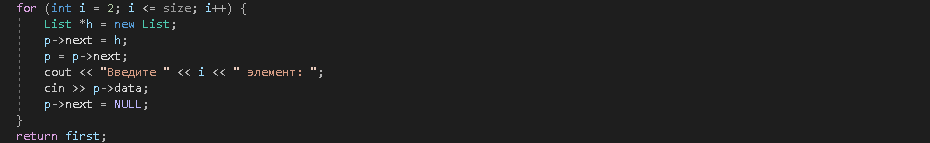 for (int i = 2; i <= size; i++) {
List *h = new List;
p->next = h;
p = p->next;
cout << "Введите " << i << " элемент: ";
cin >> p->data;
p->next = NULL;
}
return first;